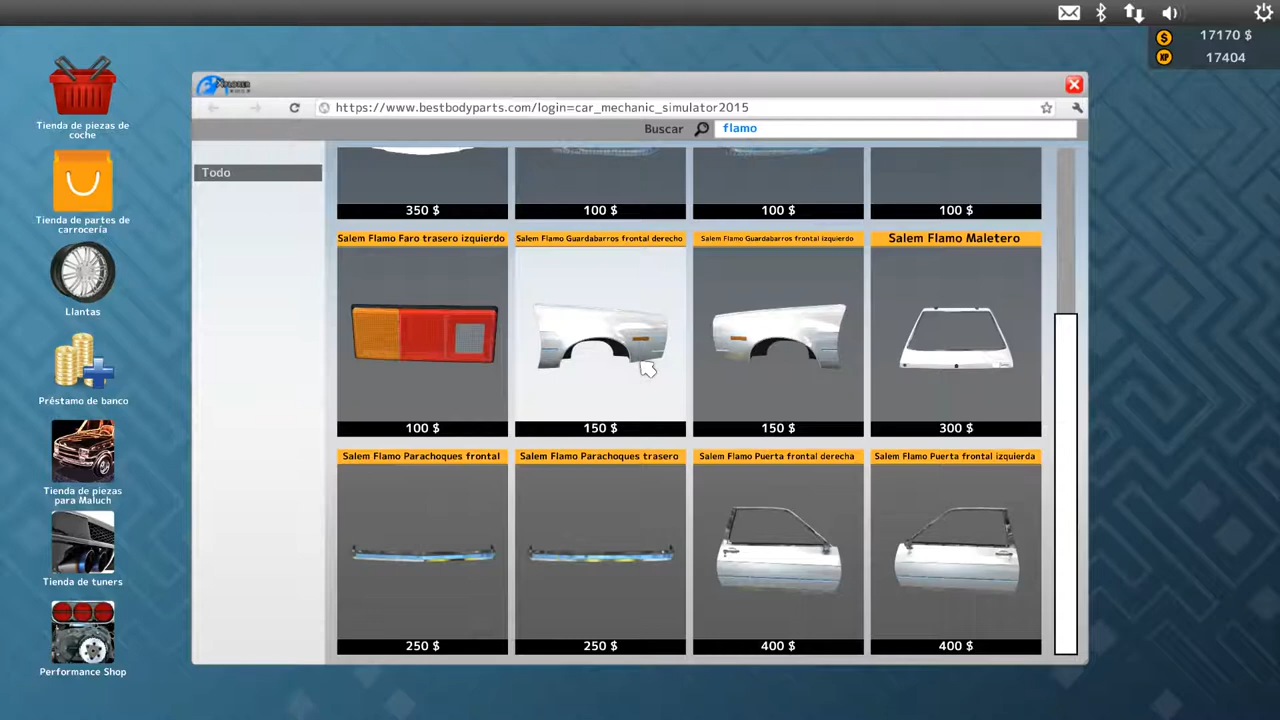 17170 $
17404
Tienda de piezas de
coche
Tienda de partes de
carrocería
Llantas
Préstamo de banco
Tienda de piezas
para Maluch
Tienda de tuners
Performance Shop
https://www.bestbodyparts.com/login=car_mechanic_simulator2015
Buscar
flamo
Todo
350 $
100 $
100 $
100 $
Salem Flamo Faro trasero izquierdo
Salem Flamo Guardabarros frontal derecho
Salem Flamo Guardabarros frontal izquierdo
Salem Flamo Maletero
100 $
150 $
150 $
300 $
Salem Flamo Parachoques frontal
Salem Flamo Parachoques trasero
Salem Flamo Puerta frontal derecha
Salem Flamo Puerta frontal izquierda
250 $
250 $
400 $
400 $